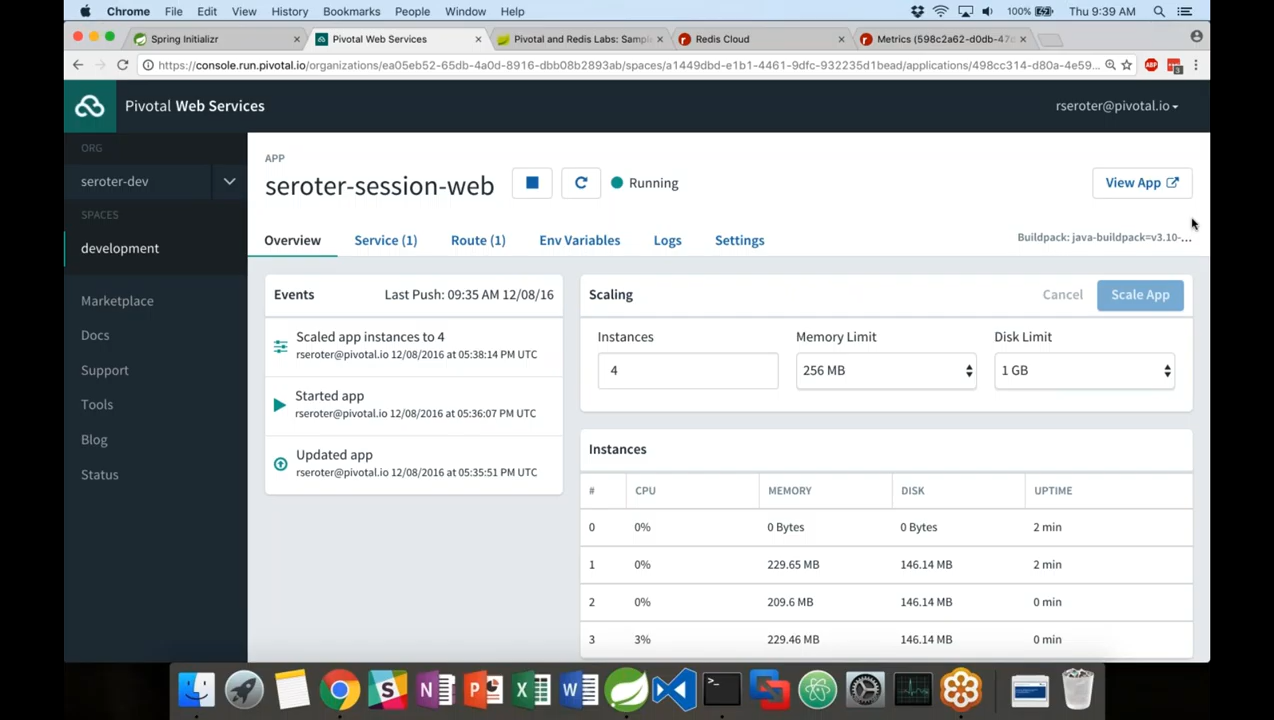 Chrome File Edit View History Bookmarks People Window Help 100% Thu 9:39 AM
Spring Initializr Pivotal Web Services Pivotal and Redis Labs: Sampl Redis Cloud Metrics (598c2a62-d0db-47
https://console.run.pivotal.io/organizations/ea05eb52-65db-4a0d-8916-dbb08b2893ab/spaces/a1449dbd-e1b1-4461-9dfc-932235d1bead/applications/498cc314-d80a-4e59... ABP 3
Pivotal Web Services rseroter@pivotal.io
ORG
seroter-dev
SPACES
development
Marketplace
Docs
Support
Tools
Blog
Status
APP
seroter-session-web Running View App
Overview Service (1) Route (1) Env Variables Logs Settings Buildpack: java-buildpack=v3.10-...
Events Last Push: 09:35 AM 12/08/16
Scaled app instances to 4
rseroter@pivotal.io 12/08/2016 at 05:38:14 PM UTC
Started app
rseroter@pivotal.io 12/08/2016 at 05:36:07 PM UTC
Updated app
rseroter@pivotal.io 12/08/2016 at 05:35:51 PM UTC
Scaling Cancel Scale App
Instances Memory Limit Disk Limit
4 256 MB 1 GB
Instances
# CPU MEMORY DISK UPTIME
0 0% 0 Bytes 0 Bytes 2 min
1 0% 229.65 MB 146.14 MB 2 min
2 0% 209.6 MB 146.14 MB 0 min
3 3% 229.46 MB 146.14 MB 0 min